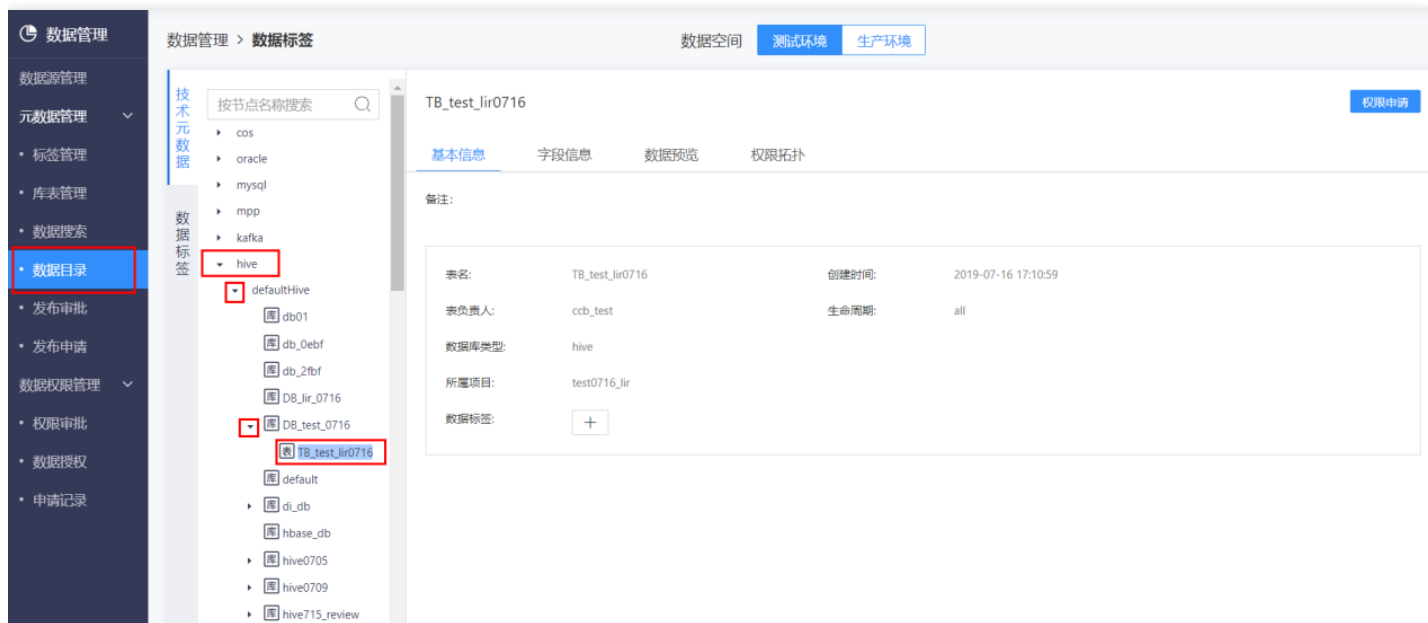 数据管理
数据源管理
元数据管理
• 标签管理
• 库表管理
• 数据搜索
• 数据目录
• 发布审批
• 发布申请
数据权限管理
• 权限审批
• 数据授权
• 申请记录
数据管理 > 数据标签
数据空间 测试环境 生产环境
技术元数据
数据标签
按节点名称搜索
cos
oracle
mysql
mpp
kafka
hive
defaultHive
库 db01
库 db_0ebf
库 db_2fbf
库 DB_lir_0716
库 DB_test_0716
表 TB_test_lir0716
库 default
库 di_db
库 hbase_db
库 hive0705
库 hive0709
库 hive715_review
TB_test_lir0716 权限申请
基本信息 字段信息 数据预览 权限拓扑
备注:
表名: TB_test_lir0716 创建时间: 2019-07-16 17:10:59
表负责人: ccb_test 生命周期: all
数据库类型: hive
所属项目: test0716_lir
数据标签: +